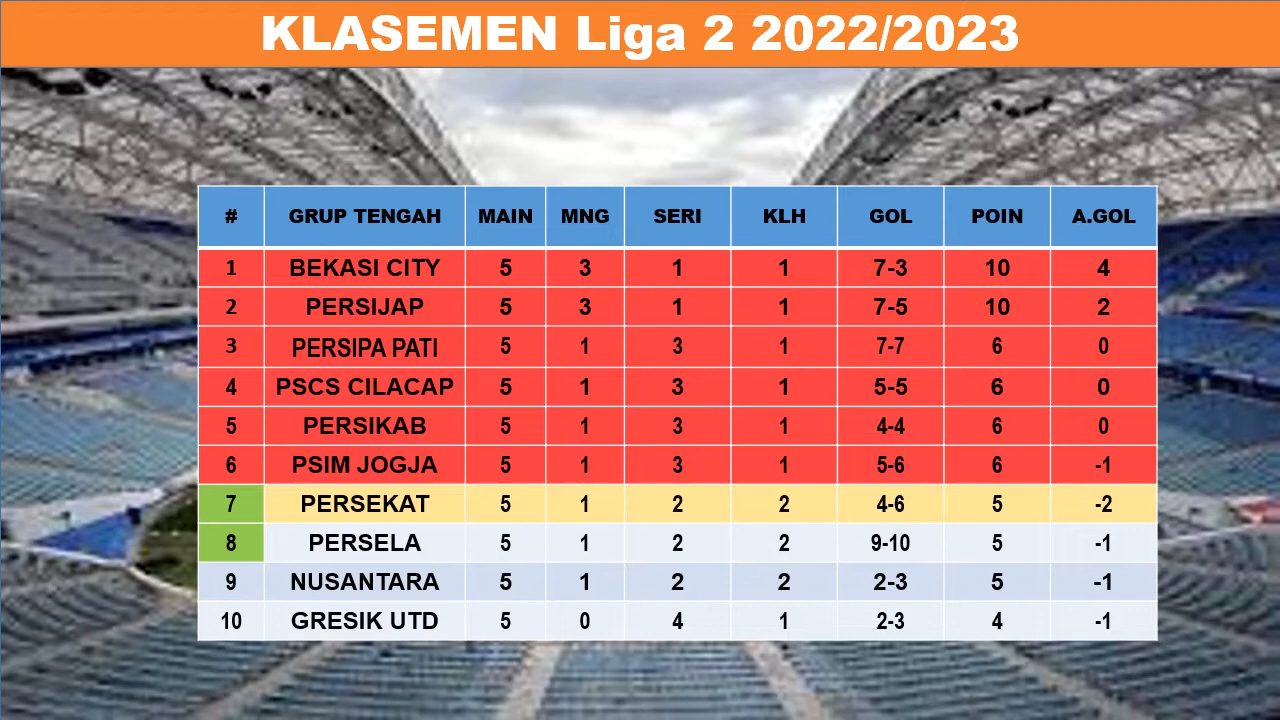 KLASEMEN Liga 2 2022/2023
# GRUP TENGAH MAIN MNG SERI KLH GOL POIN A.GOL
1 BEKASI CITY 5 3 1 1 7-3 10 4
2 PERSIJAP 5 3 1 1 7-5 10 2
3 PERSIPA PATI 5 1 3 1 7-7 6 0
4 PSCS CILACAP 5 1 3 1 5-5 6 0
5 PERSIKAB 5 1 3 1 4-4 6 0
6 PSIM JOGJA 5 1 3 1 5-6 6 -1
7 PERSEKAT 5 1 2 2 4-6 5 -2
8 PERSELA 5 1 2 2 9-10 5 -1
9 NUSANTARA 5 1 2 2 2-3 5 -1
10 GRESIK UTD 5 0 4 1 2-3 4 -1